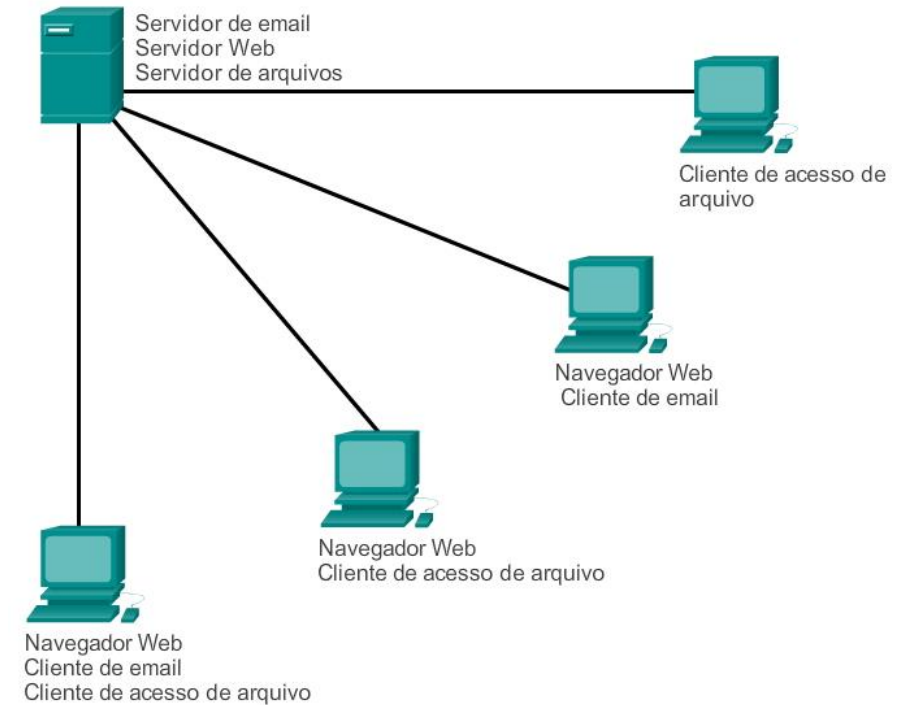 Servidor de email
Servidor Web
Servidor de arquivos
Cliente de acesso de
arquivo
Navegador Web
Cliente de email
Navegador Web
Cliente de acesso de arquivo
Navegador Web
Cliente de email
Cliente de acesso de arquivo